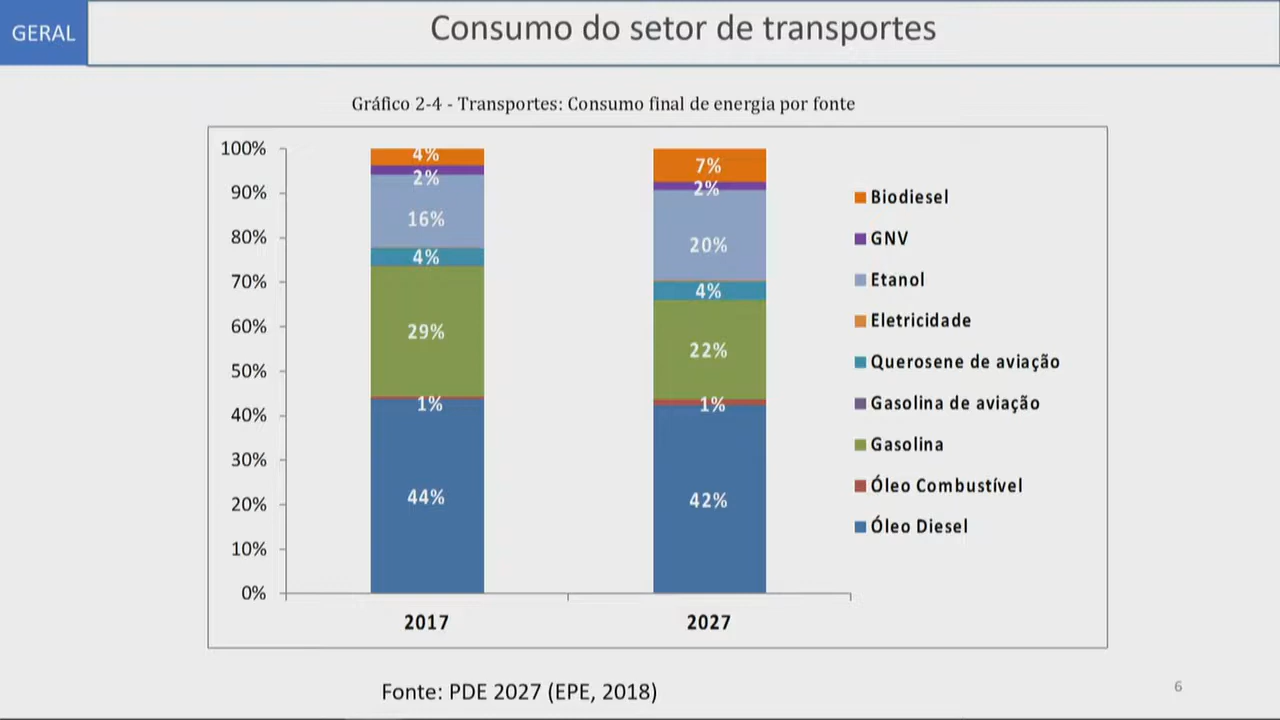 GERAL
Consumo do setor de transportes
Gráfico 2-4 - Transportes: Consumo final de energia por fonte
100%
90%
80%
70%
60%
50%
40%
30%
20%
10%
0%
4%
2%
16%
4%
29%
1%
44%
7%
2%
20%
4%
22%
1%
42%
2017
2027
Biodiesel
GNV
Etanol
Eletricidade
Querosene de aviação
Gasolina de aviação
Gasolina
Óleo Combustível
Óleo Diesel
Fonte: PDE 2027 (EPE, 2018)
6